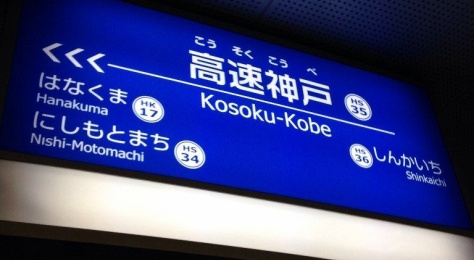 こうそくこうべ
<<<
高速神戸 HS 35
Kosoku-Kobe
はなくま HK 17
Hanakuma
にしもとまち HS 34
Nishi-Motomachi
HS 36 しんかいち
Shinkaichi